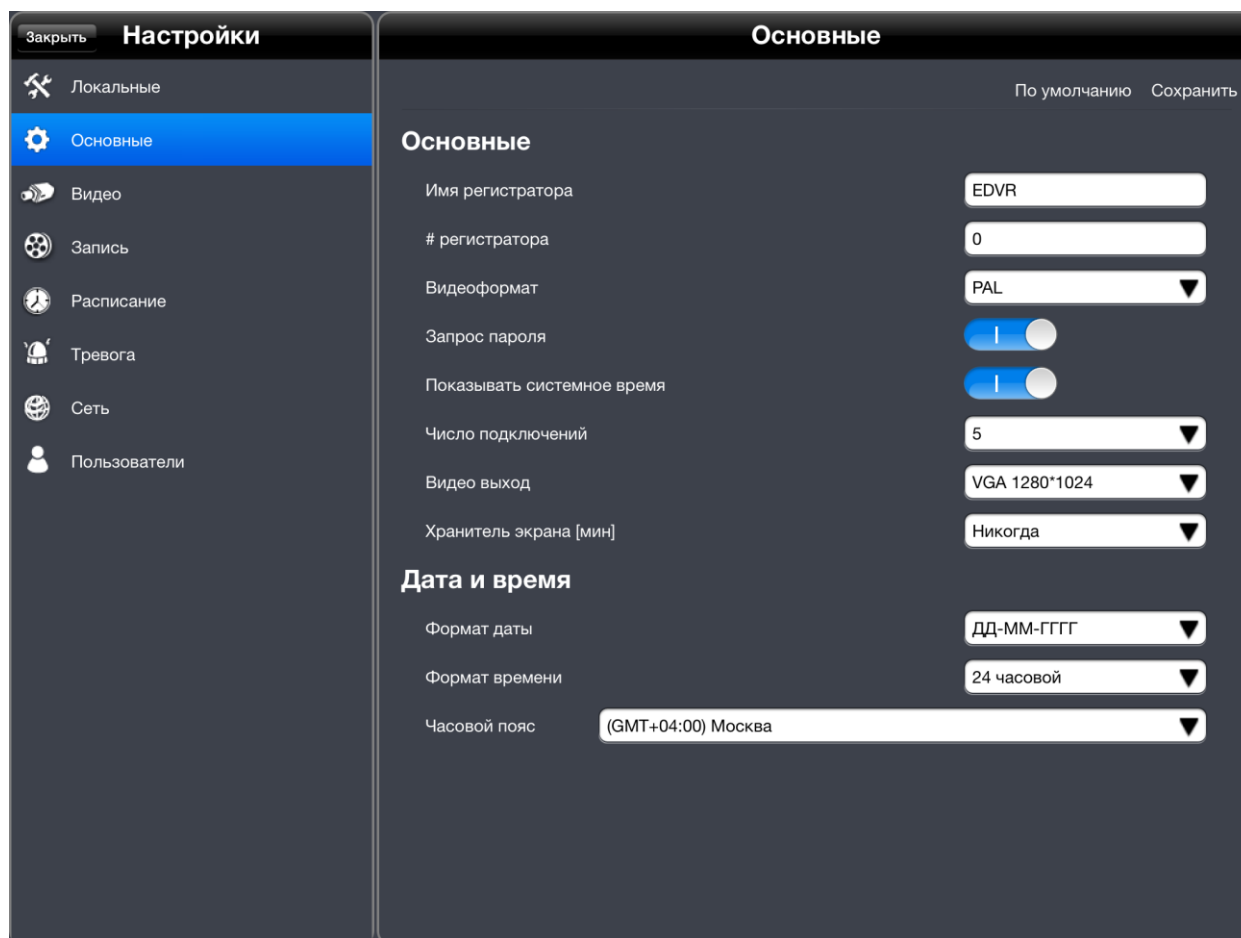 Закрыть Настройки
Локальные
Основные
Видео
Запись
Расписание
Тревога
Сеть
Пользователи
Основные
По умолчанию Сохранить
Основные
Имя регистратора EDVR
# регистратора 0
Видеоформат PAL
Запрос пароля
Показывать системное время
Число подключений 5
Видео выход VGA 1280*1024
Хранитель экрана [мин] Никогда
Дата и время
Формат даты ДД-ММ-ГГГГ
Формат времени 24 часовой
Часовой пояс (GMT+04:00) Москва